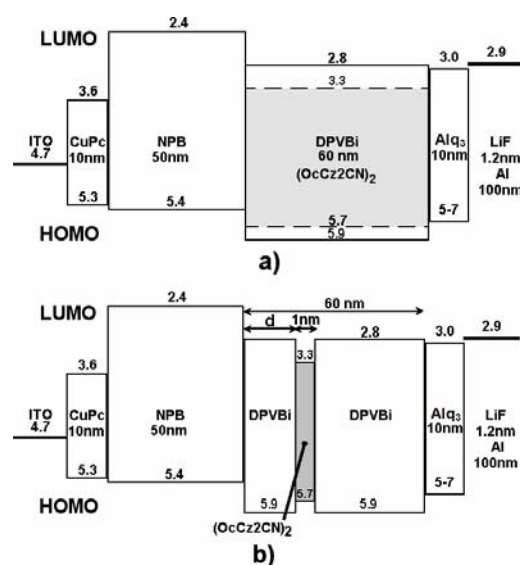 2.4
LUMO
2.8
3.0
2.9
3.3
3.6
ITO
4.7
CuPc
10nm
NPB
50nm
DPVBi
60 nm
(OcCz2CN)2
Alq3
10nm
LiF
1.2nm
Al
100nm
5.3
5.4
5.7
5.9
5-7
HOMO
a)
2.4
LUMO
60 nm
d
1nm
2.8
3.0
2.9
3.3
3.6
ITO
4.7
CuPc
10nm
NPB
50nm
DPVBi
DPVBi
Alq3
10nm
LiF
1.2nm
Al
100nm
5.3
5.4
5.7
5-7
5.9
5.9
HOMO
(OcCz2CN)2
b)